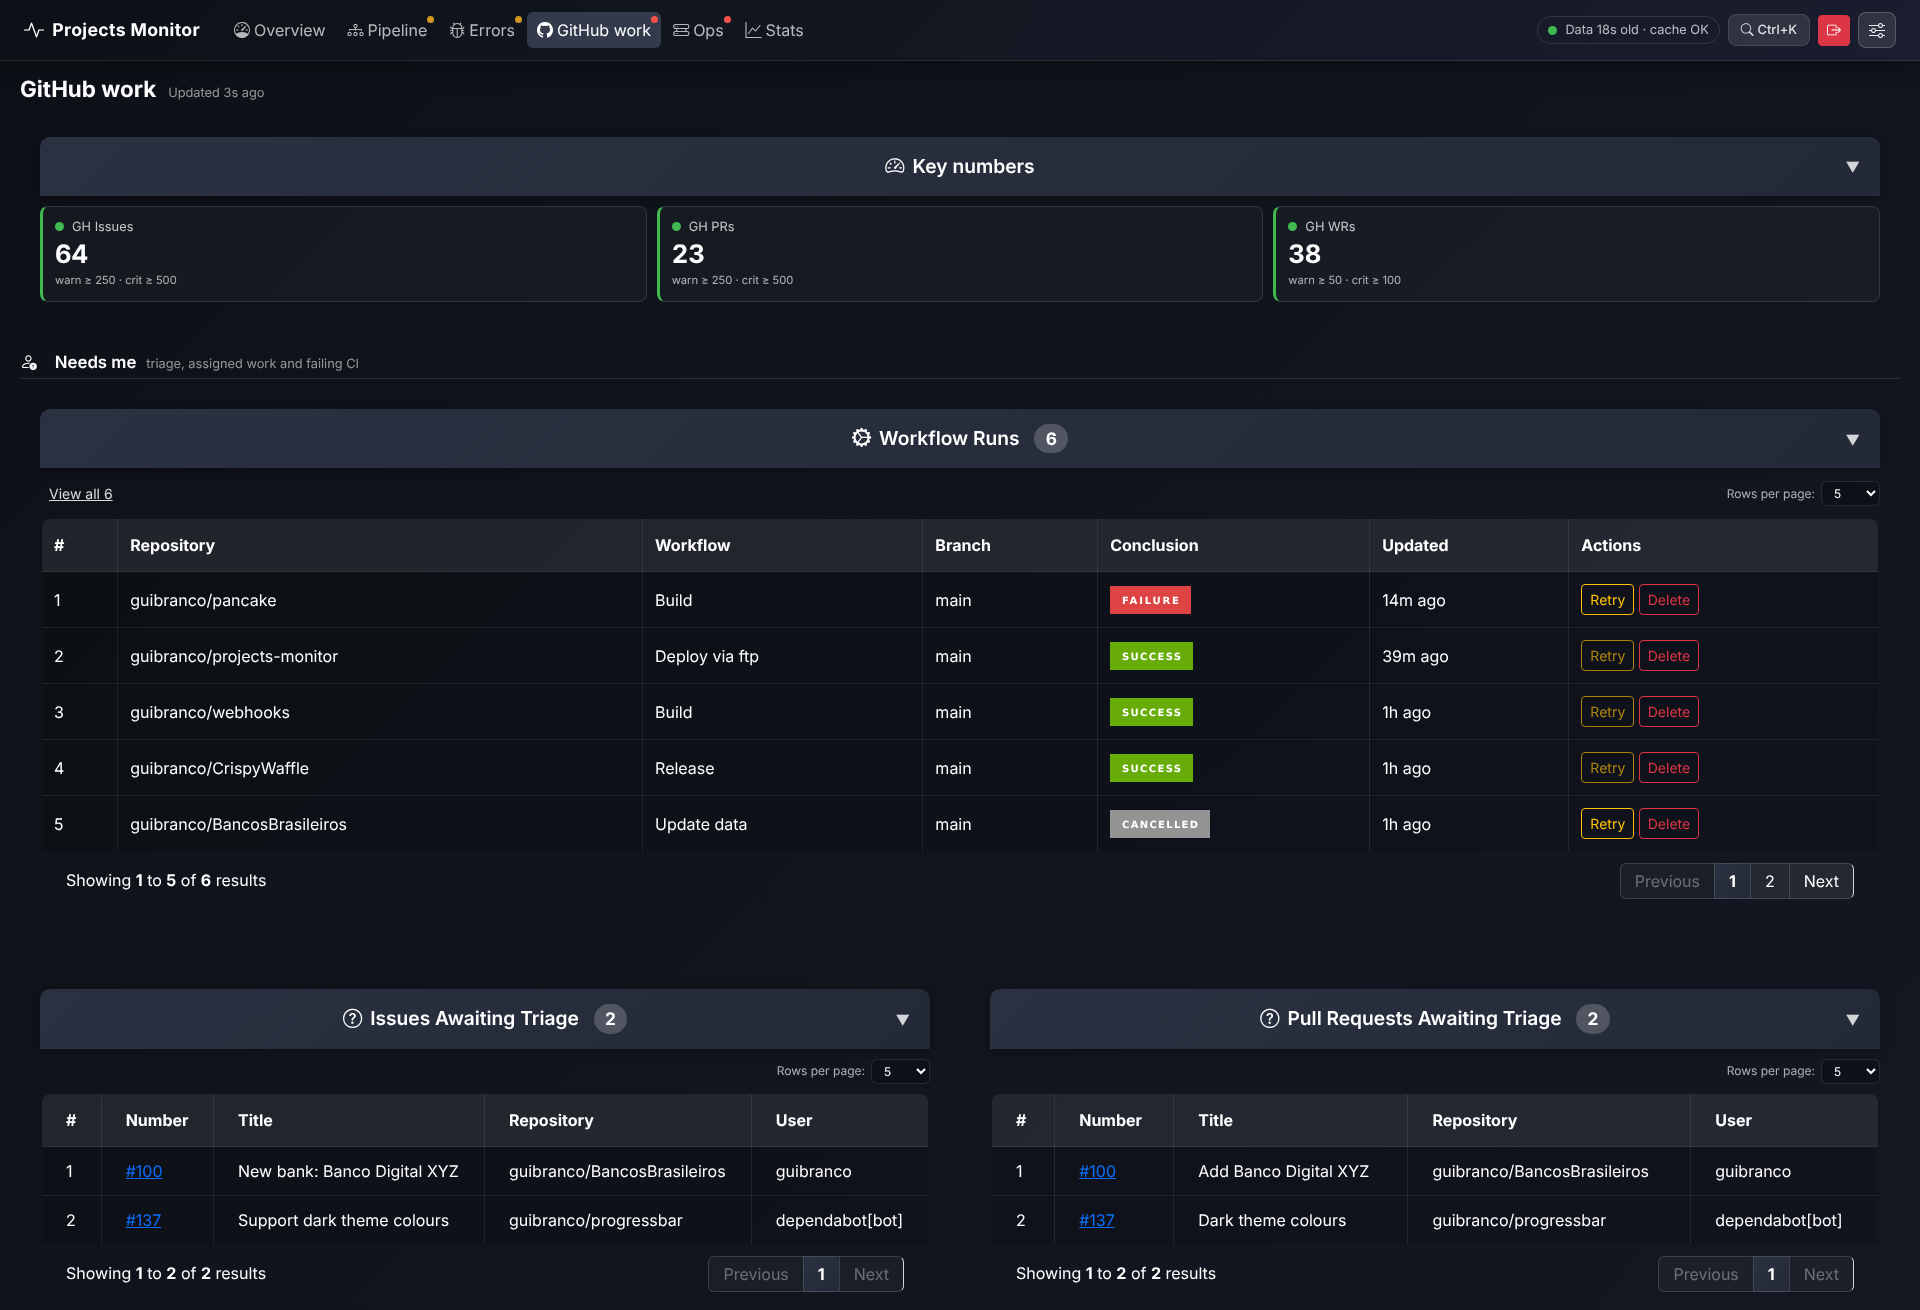 Projects Monitor
Overview
Pipeline
Errors
GitHub work
Ops
Stats
Data 18s old · cache OK
Ctrl+K
GitHub work Updated 3s ago
Key numbers
GH Issues
64
warn ≥ 250 · crit ≥ 500
GH PRs
23
warn ≥ 250 · crit ≥ 500
GH WRs
38
warn ≥ 50 · crit ≥ 100
Needs me triage, assigned work and failing CI
Workflow Runs 6
View all 6
Rows per page: 5
# Repository Workflow Branch Conclusion Updated Actions
1 guibranco/pancake Build main FAILURE 14m ago Retry Delete
2 guibranco/projects-monitor Deploy via ftp main SUCCESS 39m ago Retry Delete
3 guibranco/webhooks Build main SUCCESS 1h ago Retry Delete
4 guibranco/CrispyWaffle Release main SUCCESS 1h ago Retry Delete
5 guibranco/BancosBrasileiros Update data main CANCELLED 1h ago Retry Delete
Showing 1 to 5 of 6 results
Previous 1 2 Next
Issues Awaiting Triage 2
Rows per page: 5
# Number Title Repository User
1 #100 New bank: Banco Digital XYZ guibranco/BancosBrasileiros guibranco
2 #137 Support dark theme colours guibranco/progressbar dependabot[bot]
Showing 1 to 2 of 2 results
Previous 1 Next
Pull Requests Awaiting Triage 2
Rows per page: 5
# Number Title Repository User
1 #100 Add Banco Digital XYZ guibranco/BancosBrasileiros guibranco
2 #137 Dark theme colours guibranco/progressbar dependabot[bot]
Showing 1 to 2 of 2 results
Previous 1 Next